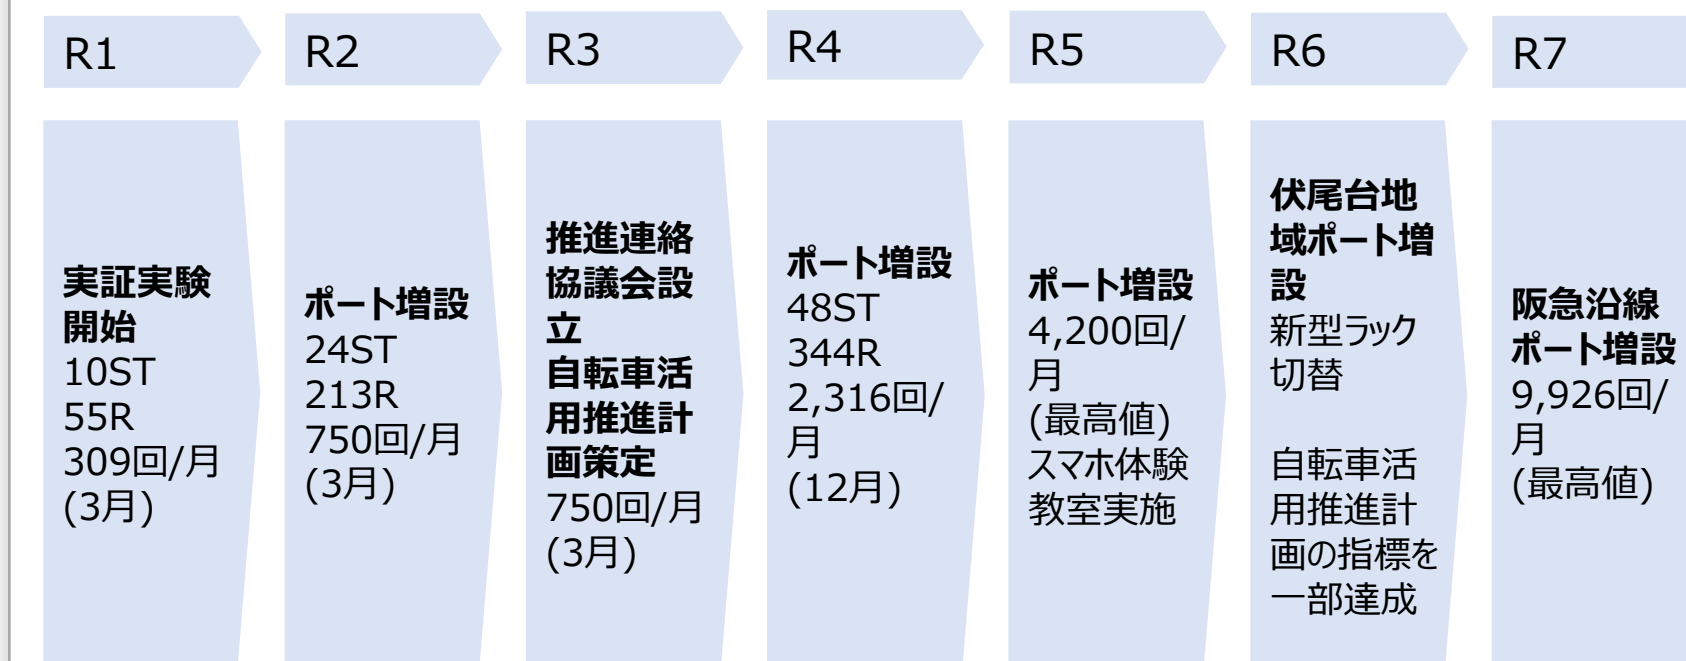 R1
R2
R3
R4
R5
R6
R7
実証実験
開始
10ST
55R
309回/月
(3月)
ポート増設
24ST
213R
750回/月
(3月)
推進連絡
協議会設
立
自転車活
用推進計
画策定
750回/月
(3月)
ポート増設
48ST
344R
2,316回/
月
(12月)
ポート増設
4,200回/
月
(最高値)
スマホ体験
教室実施
伏尾台地
域ポート増
設
新型ラック
切替
自転車活
用推進計
画の指標を
一部達成
阪急沿線
ポート増設
9,926回/
月
(最高値)